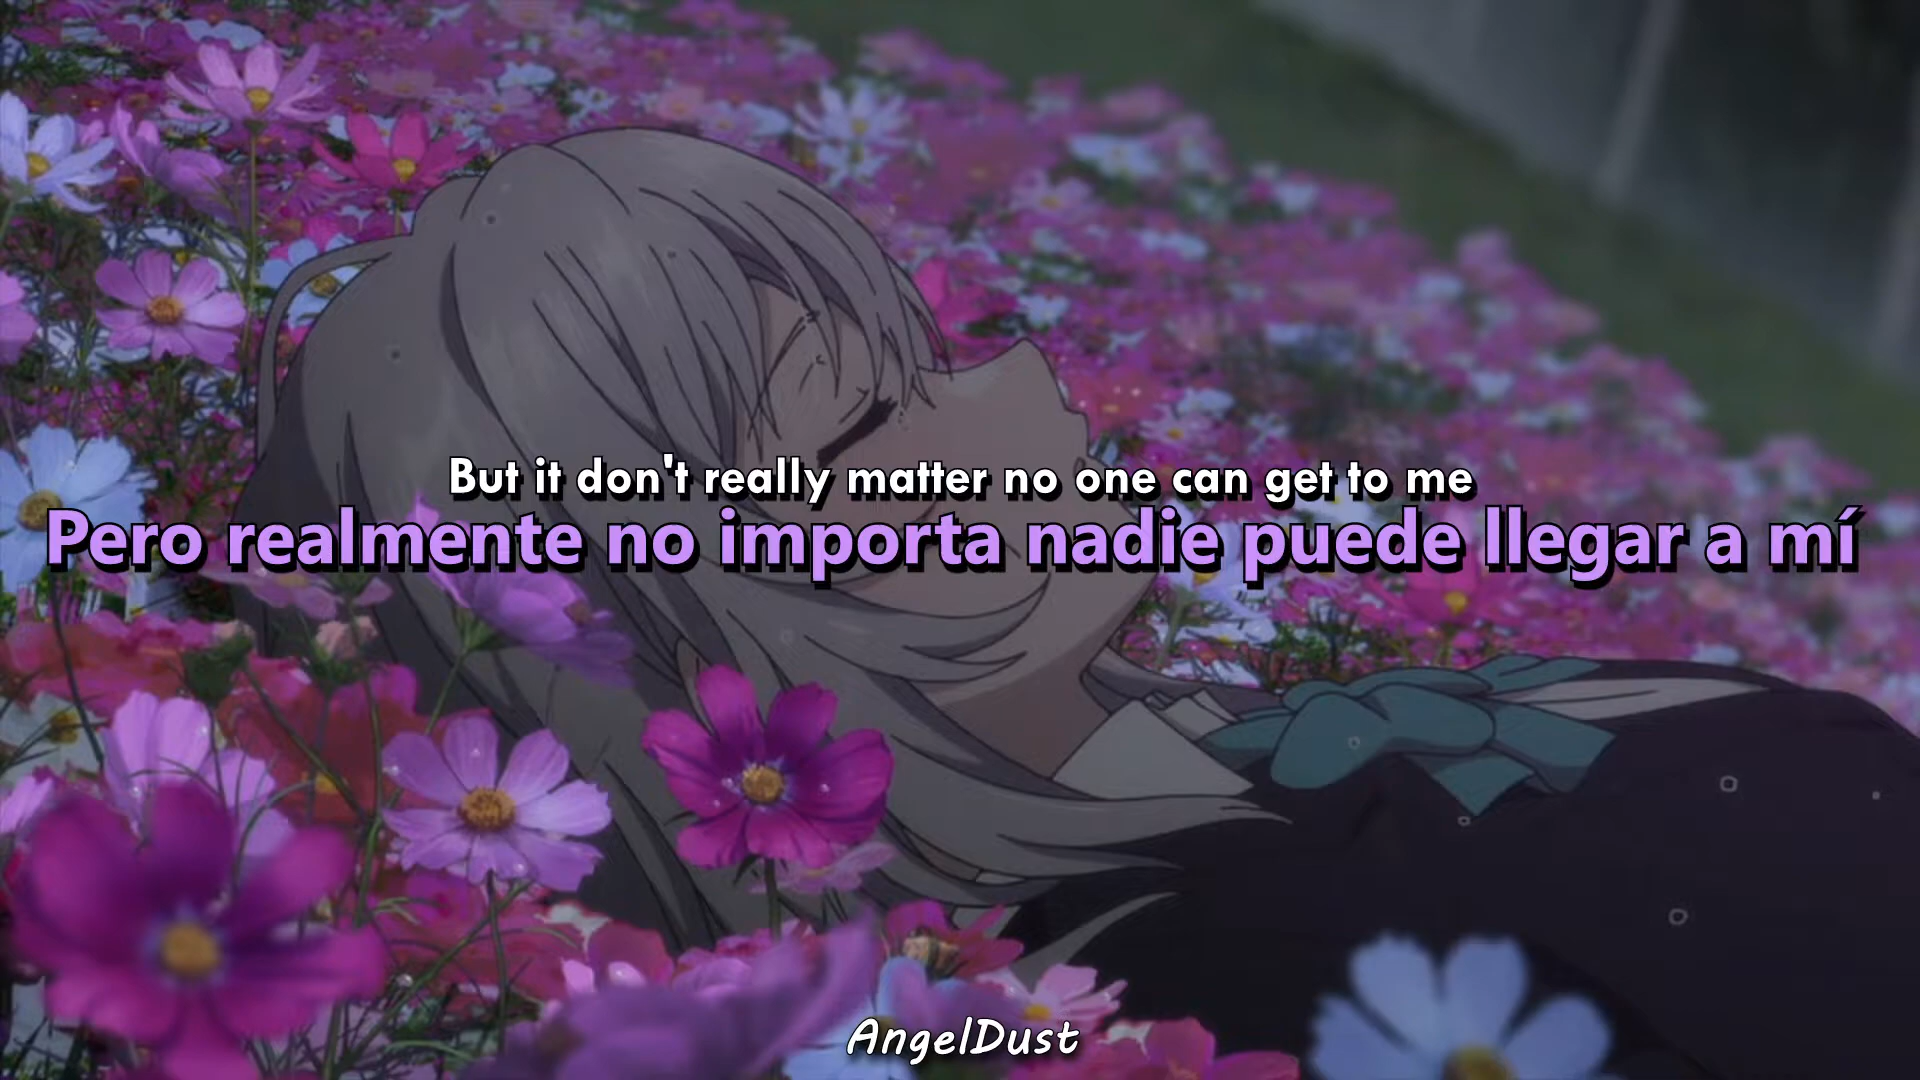 But it don't really matter no one can get to me
Pero realmente no importa nadie puede llegar a mí
AngelDust